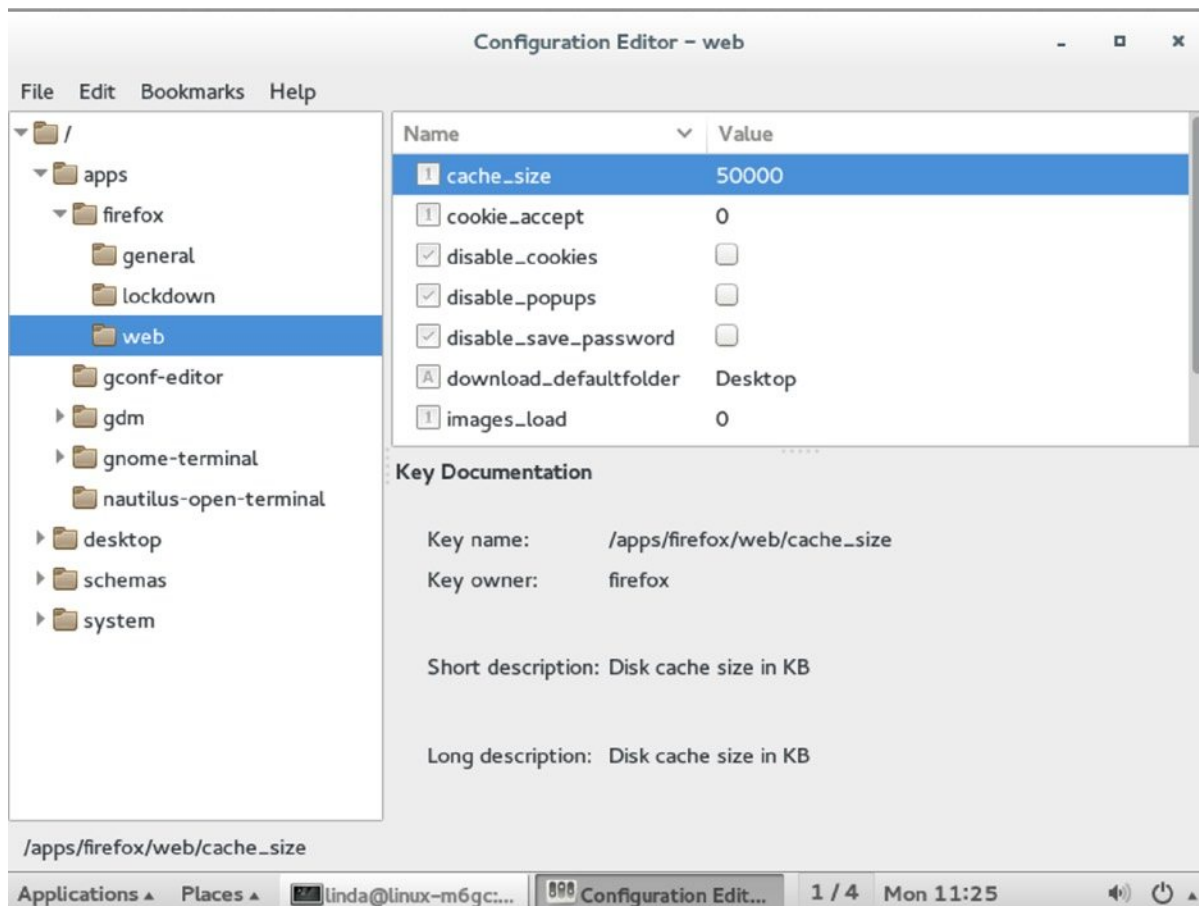 Configuration Editor - web
File Edit Bookmarks Help
/
apps
firefox
general
lockdown
web
gconf-editor
gdm
gnome-terminal
nautilus-open-terminal
desktop
schemas
system
Name Value
1 cache_size 50000
1 cookie_accept 0
disable_cookies
disable_popups
disable_save_password
A download_defaultfolder Desktop
1 images_load 0
Key Documentation
Key name: /apps/firefox/web/cache_size
Key owner: firefox
Short description: Disk cache size in KB
Long description: Disk cache size in KB
/apps/firefox/web/cache_size
Applications Places linda@linux-m6gc:... Configuration Edit... 1 / 4 Mon 11:25